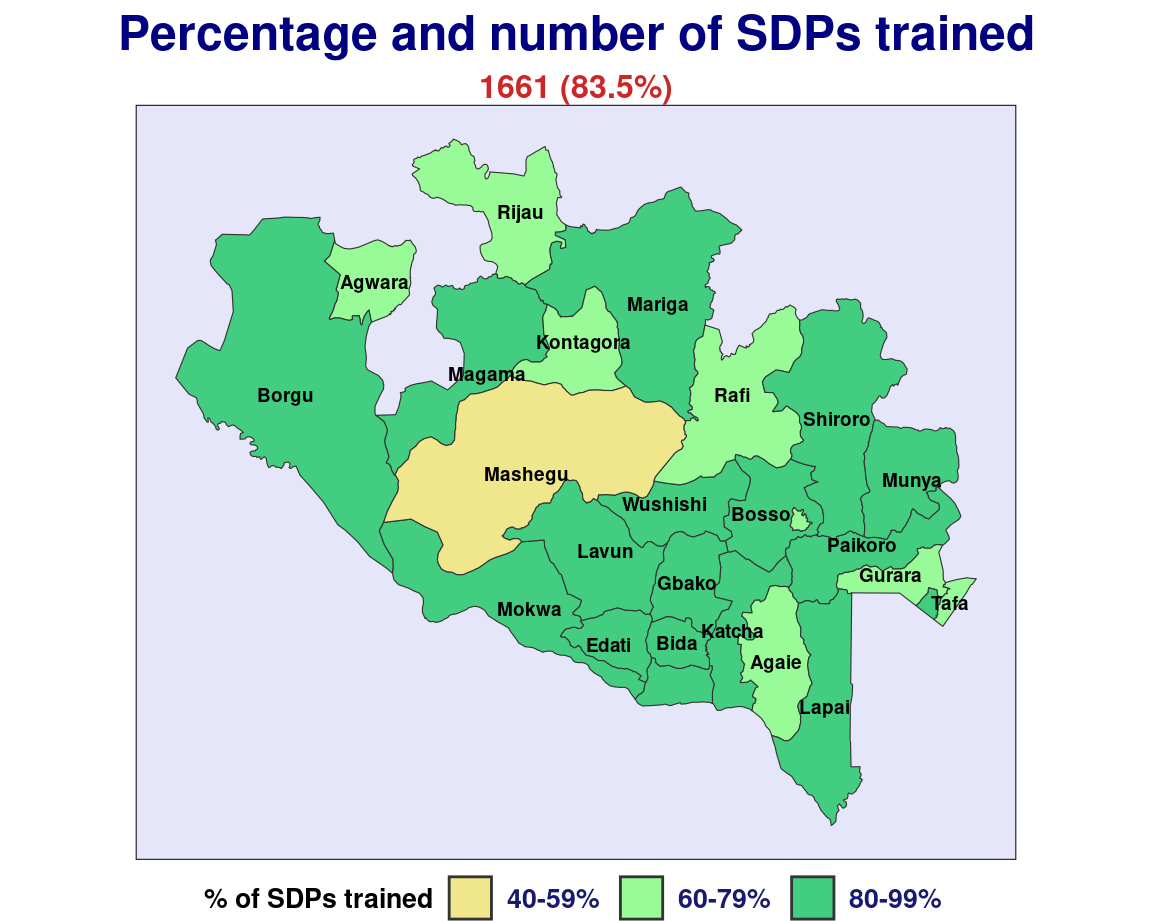 Percentage and number of SDPs trained
1661 (83.5%)
Rijau
Agwara
Mariga
Kontagora
Magama
Borgu
Rafi
Shiroro
Mashegu
Munya
Wushishi
Bosso
Paikoro
Lavun
Gurara
Gbako
Tafa
Mokwa
Katcha
Edati
Bida
Agaie
Lapai
% of SDPs trained 40-59% 60-79% 80-99%